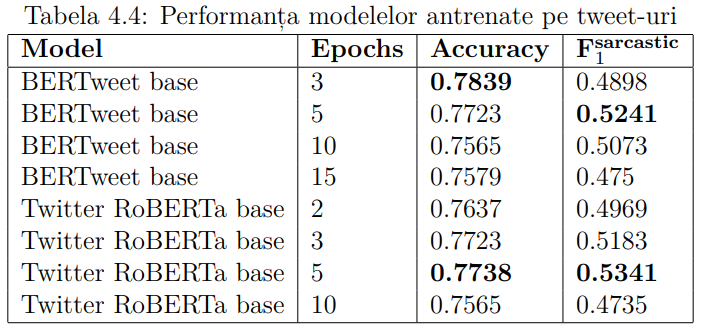 Tabela 4.4: Performanța modelelor antrenate pe tweet-uri
Model Epochs Accuracy F₁^sarcastic
BERTweet base 3 0.7839 0.4898
BERTweet base 5 0.7723 0.5241
BERTweet base 10 0.7565 0.5073
BERTweet base 15 0.7579 0.475
Twitter RoBERTa base 2 0.7637 0.4969
Twitter RoBERTa base 3 0.7723 0.5183
Twitter RoBERTa base 5 0.7738 0.5341
Twitter RoBERTa base 10 0.7565 0.4735